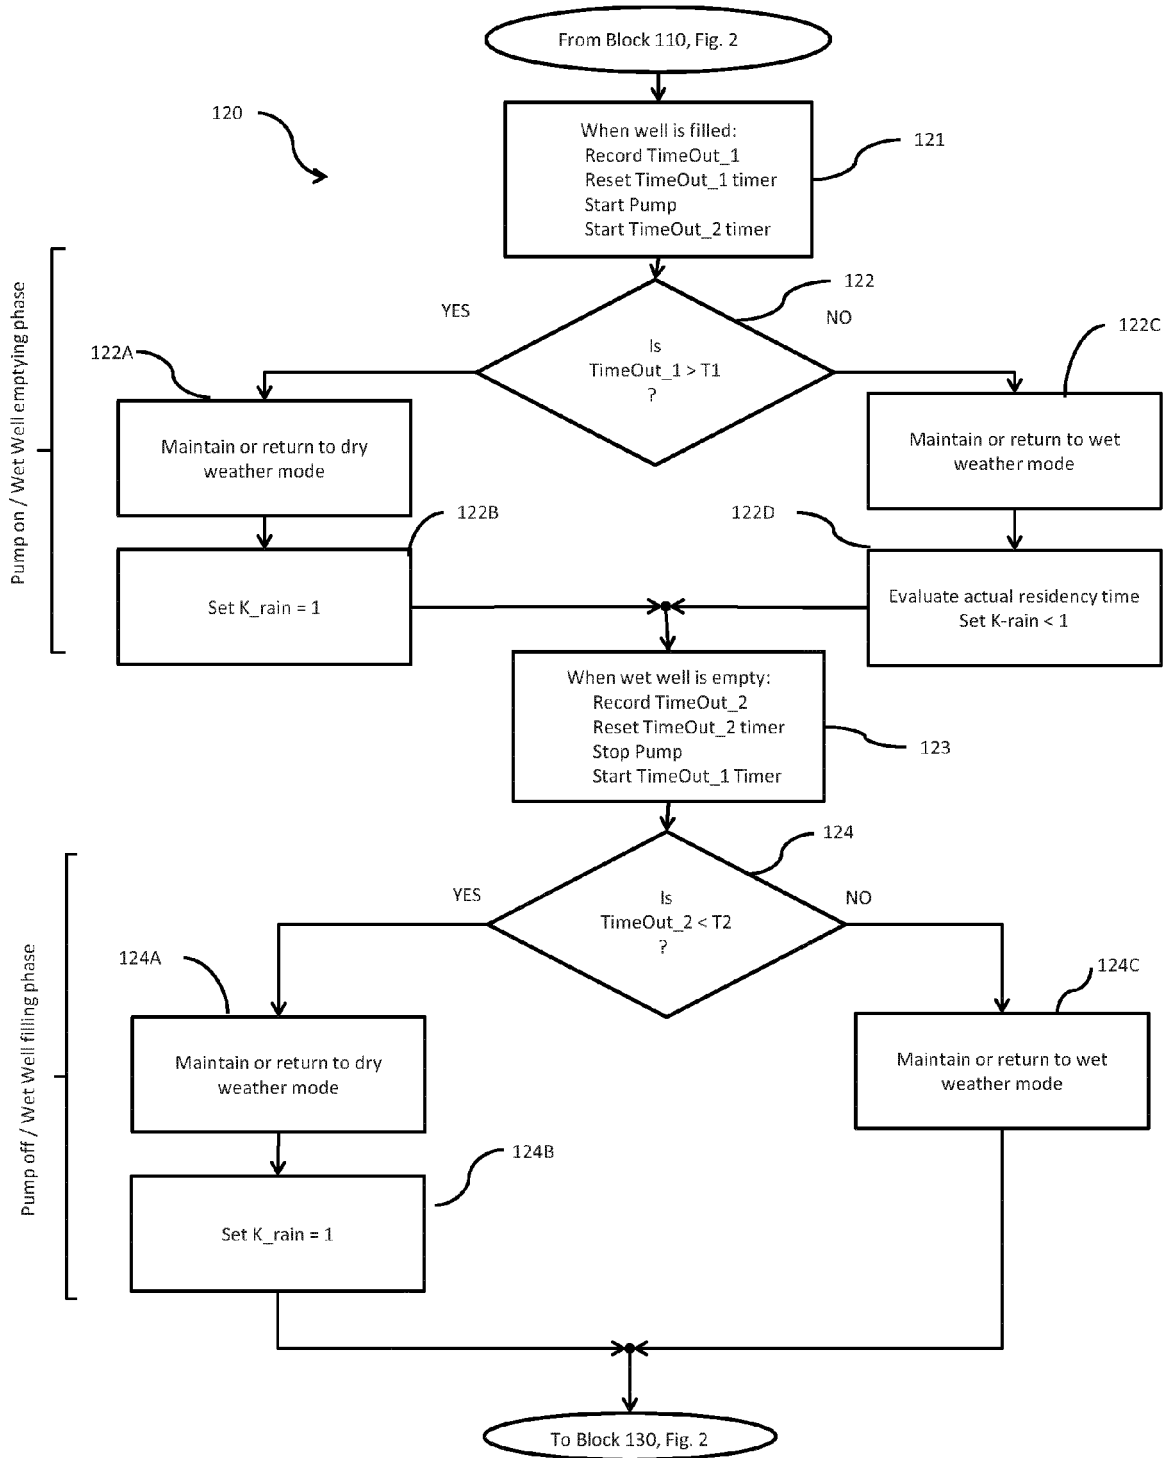 From Block 110, Fig. 2
120
When well is filled:
Record TimeOut_1
Reset TimeOut_1 timer
Start Pump
Start TimeOut_2 timer
121
Pump on / Wet Well emptying phase
YES
122
NO
Is
TimeOut_1 > T1
?
122A
122C
Maintain or return to dry
weather mode
Maintain or return to wet
weather mode
122B
122D
Set K_rain = 1
Evaluate actual residency time
Set K-rain < 1
When wet well is empty:
Record TimeOut_2
Reset TimeOut_2 timer
Stop Pump
Start TimeOut_1 Timer
123
Pump off / Wet Well filling phase
124
YES
NO
Is
TimeOut_2 < T2
?
124A
124C
Maintain or return to dry
weather mode
Maintain or return to wet
weather mode
124B
Set K_rain = 1
To Block 130, Fig. 2